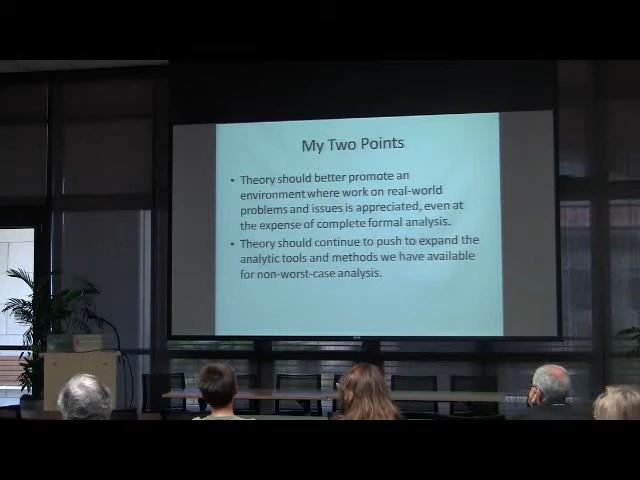 My Two Points
• Theory should better promote an
environment where work on real-world
problems and issues is appreciated, even at
the expense of complete formal analysis.
• Theory should continue to push to expand the
analytic tools and methods we have available
for non-worst-case analysis.